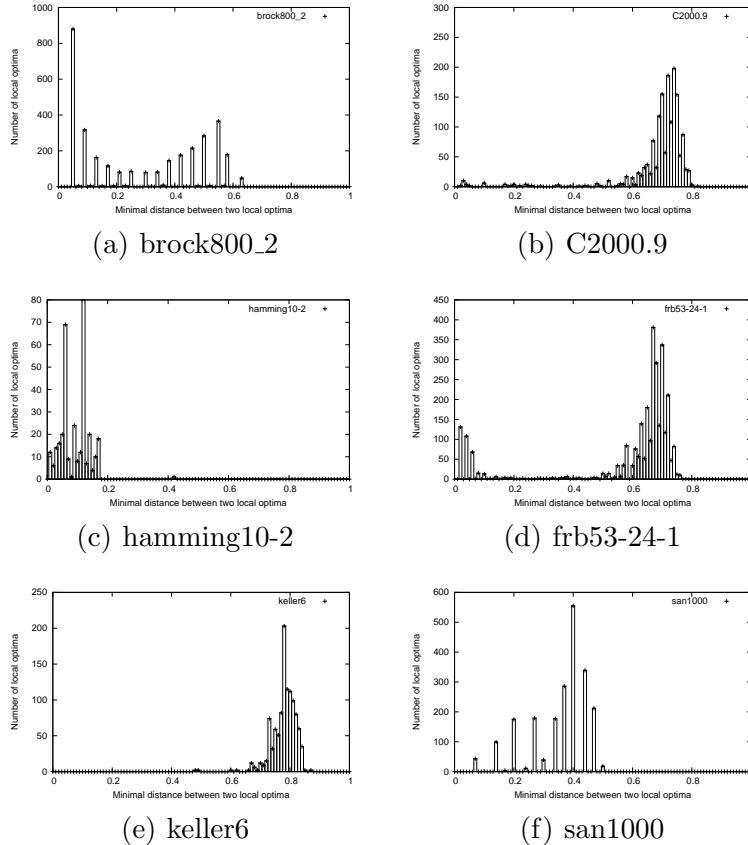 1000
800
600
400
200
0
0 0.2 0.4 0.6 0.8 1
Number of local optima
Minimal distance between two local optima
brock800_2
(a) brock800_2
300
250
200
150
100
50
0
0 0.2 0.4 0.6 0.8 1
Number of local optima
Minimal distance between two local optima
C2000.9
(b) C2000.9
80
70
60
50
40
30
20
10
0
0 0.2 0.4 0.6 0.8 1
Number of local optima
Minimal distance between two local optima
hamming10-2
(c) hamming10-2
450
400
350
300
250
200
150
100
50
0
0 0.2 0.4 0.6 0.8 1
Number of local optima
Minimal distance between two local optima
frb53-24-1
(d) frb53-24-1
250
200
150
100
50
0
0 0.2 0.4 0.6 0.8 1
Number of local optima
Minimal distance between two local optima
keller6
(e) keller6
600
500
400
300
200
100
0
0 0.2 0.4 0.6 0.8 1
Number of local optima
Minimal distance between two local optima
san1000
(f) san1000